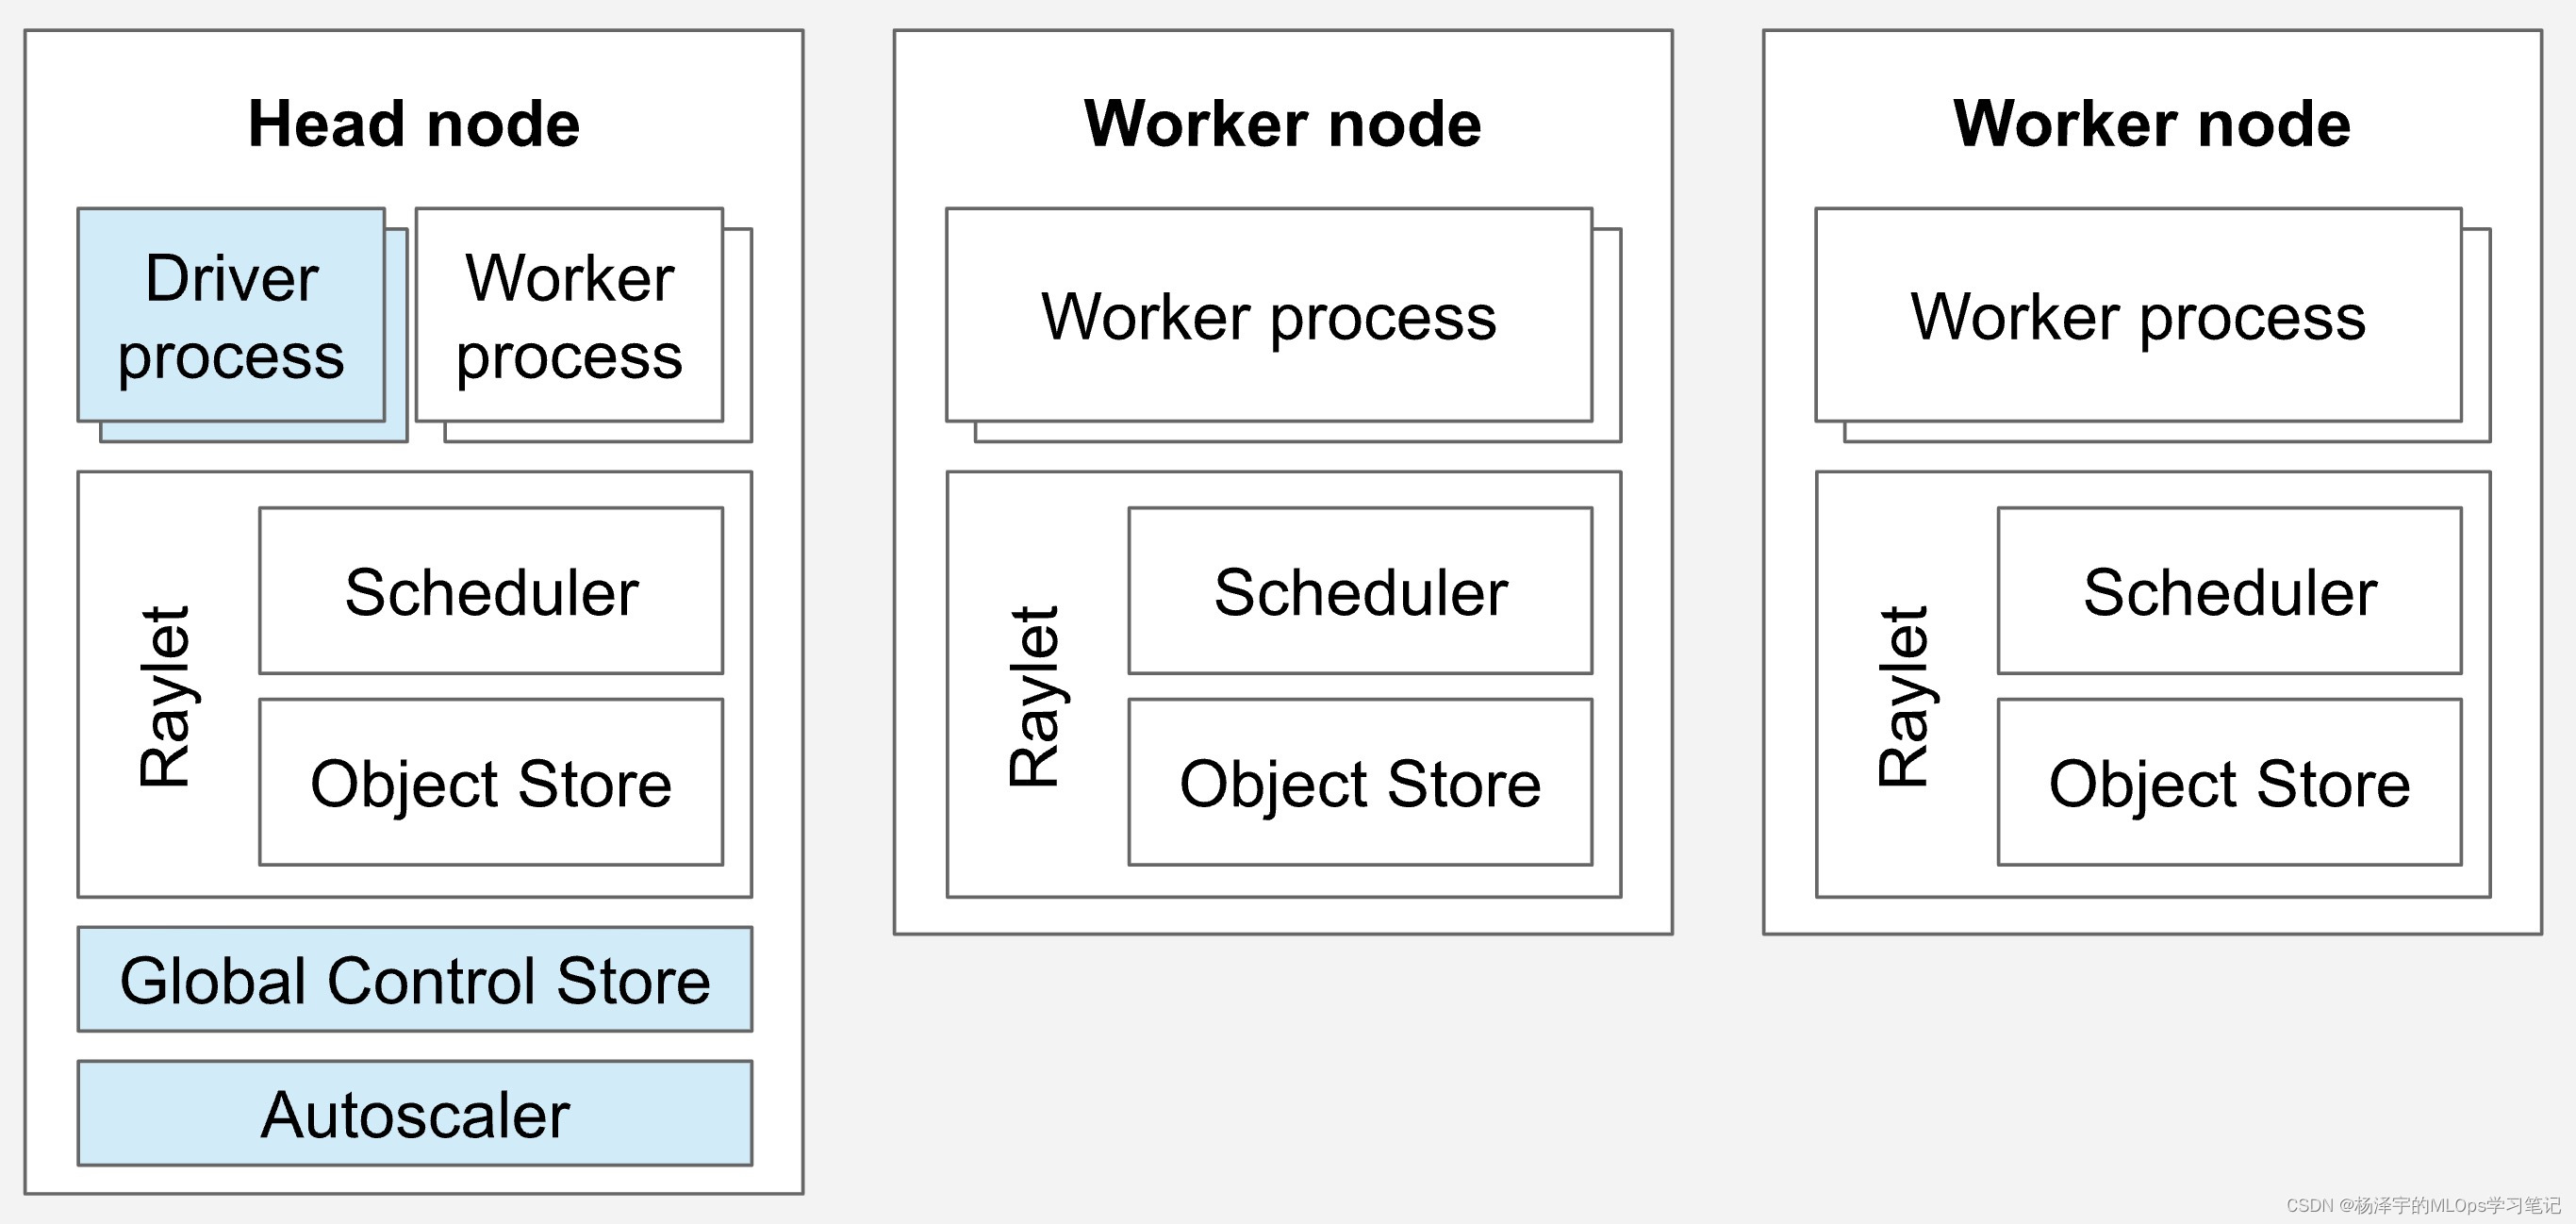 Head node
Driver
process
Worker
process
Raylet
Scheduler
Object Store
Global Control Store
Autoscaler
Worker node
Worker process
Raylet
Scheduler
Object Store
Worker node
Worker process
Raylet
Scheduler
Object Store
CSDN @杨泽宇的MLOps学习笔记